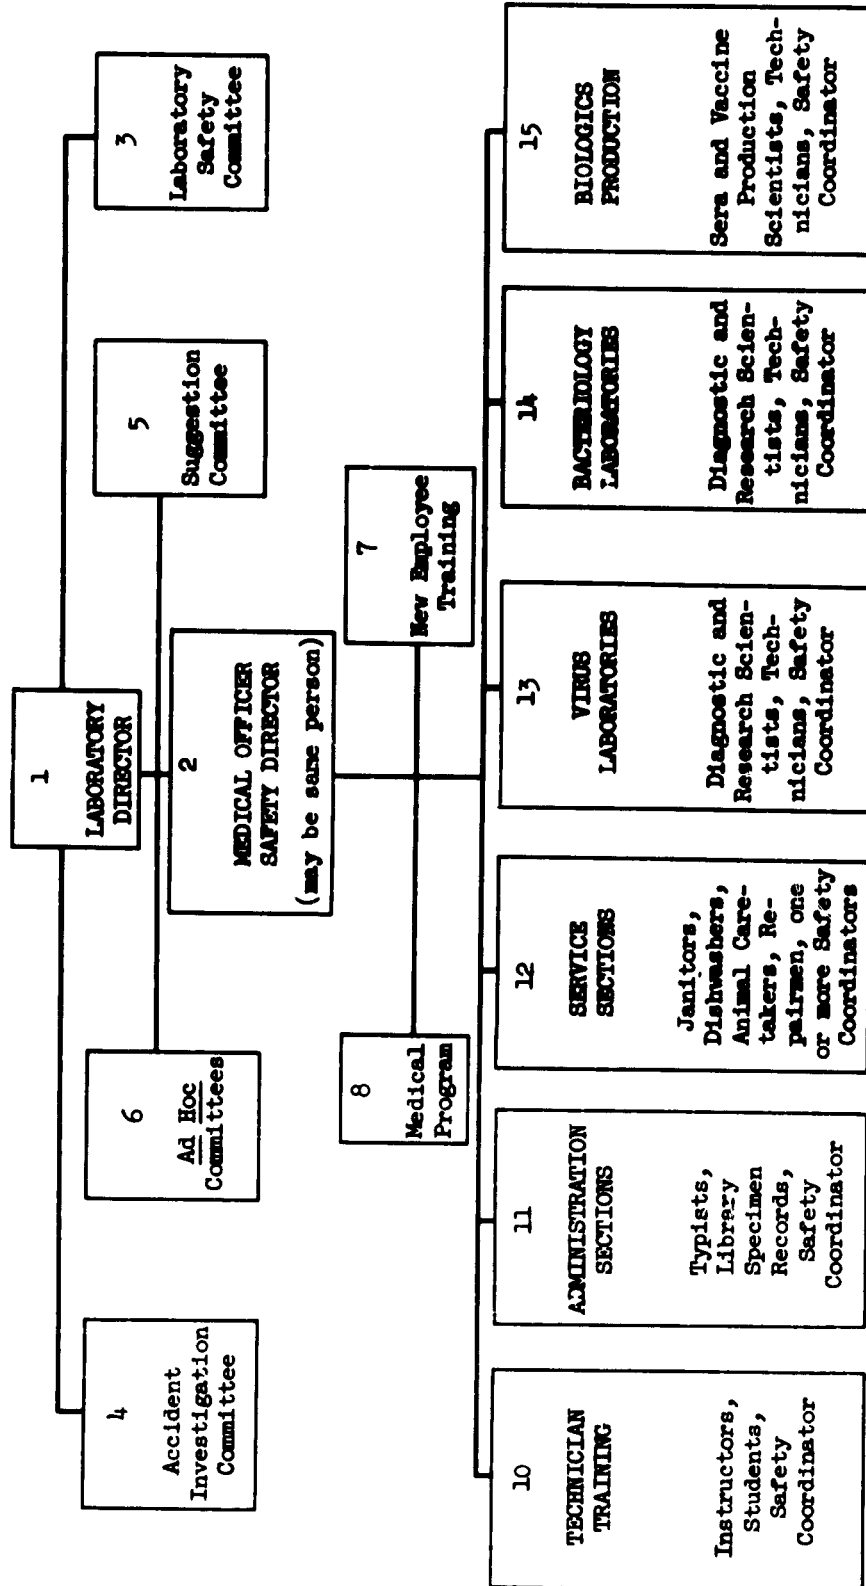 1
LABORATORY
DIRECTOR
4
Accident
Investigation
Committee
6
Ad Hoc
Committees
5
Suggestion
Committee
3
Laboratory
Safety
Committee
2
MEDICAL OFFICER
SAFETY DIRECTOR
(may be same person)
8
Medical
Program
7
New Employee
Training
10
TECHNICIAN
TRAINING
Instructors,
Students,
Safety
Coordinator
11
ADMINISTRATION
SECTIONS
Typists,
Library
Specimen
Records,
Safety
Coordinator
12
SERVICE
SECTIONS
Janitors,
Dishwashers,
Animal Care-
takers, Re-
pairmen, one
or more Safety
Coordinators
13
VIRUS
LABORATORIES
Diagnostic and
Research Scien-
tists, Tech-
nicians, Safety
Coordinator
14
BACTERIOLOGY
LABORATORIES
Diagnostic and
Research Scien-
tists, Tech-
nicians, Safety
Coordinator
15
BIOLOGICS
PRODUCTION
Sera and Vaccine
Production
Scientists, Tech-
nicians, Safety
Coordinator